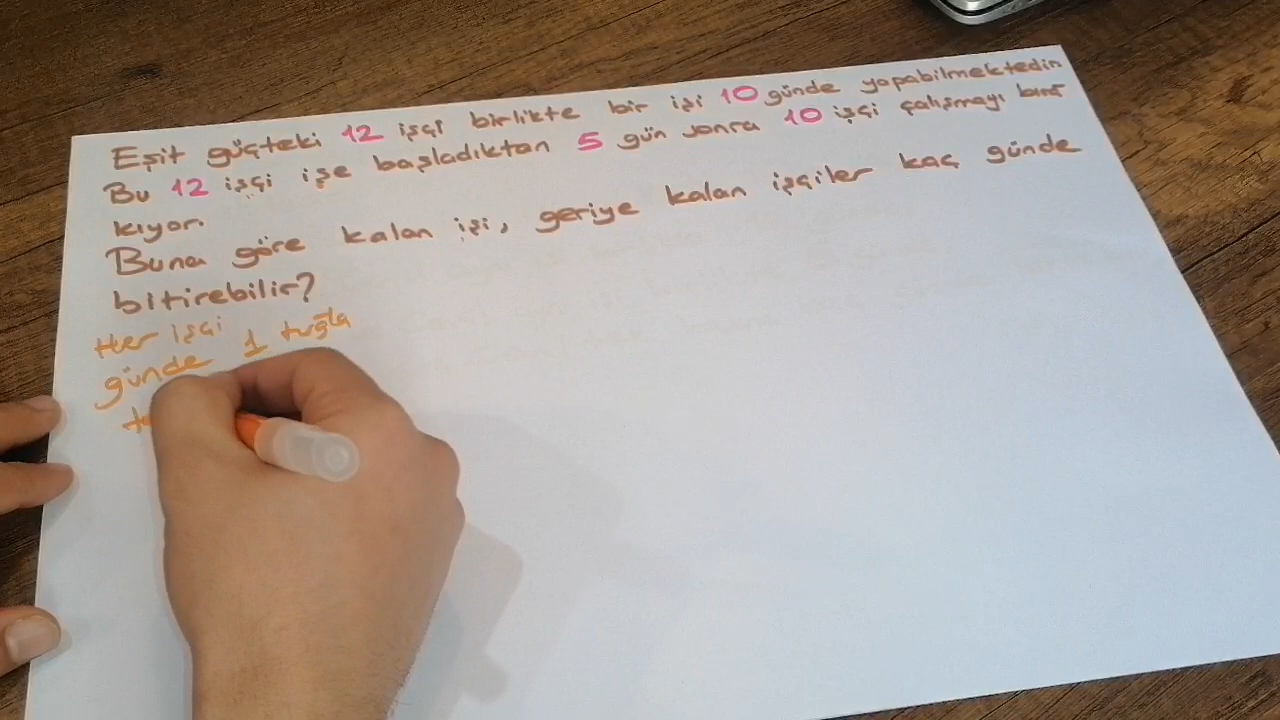 Eşit güçteki 12 işçi birlikte bir işi 10 günde yapabilmektedir
Bu 12 işçi işe başladıktan 5 gün sonra 10 işçi çalışmayı bıra
kıyor.
Buna göre kalan işi, geriye kalan işçiler kaç günde
bitirebilir?
Her işçi
günde 1 tuğla